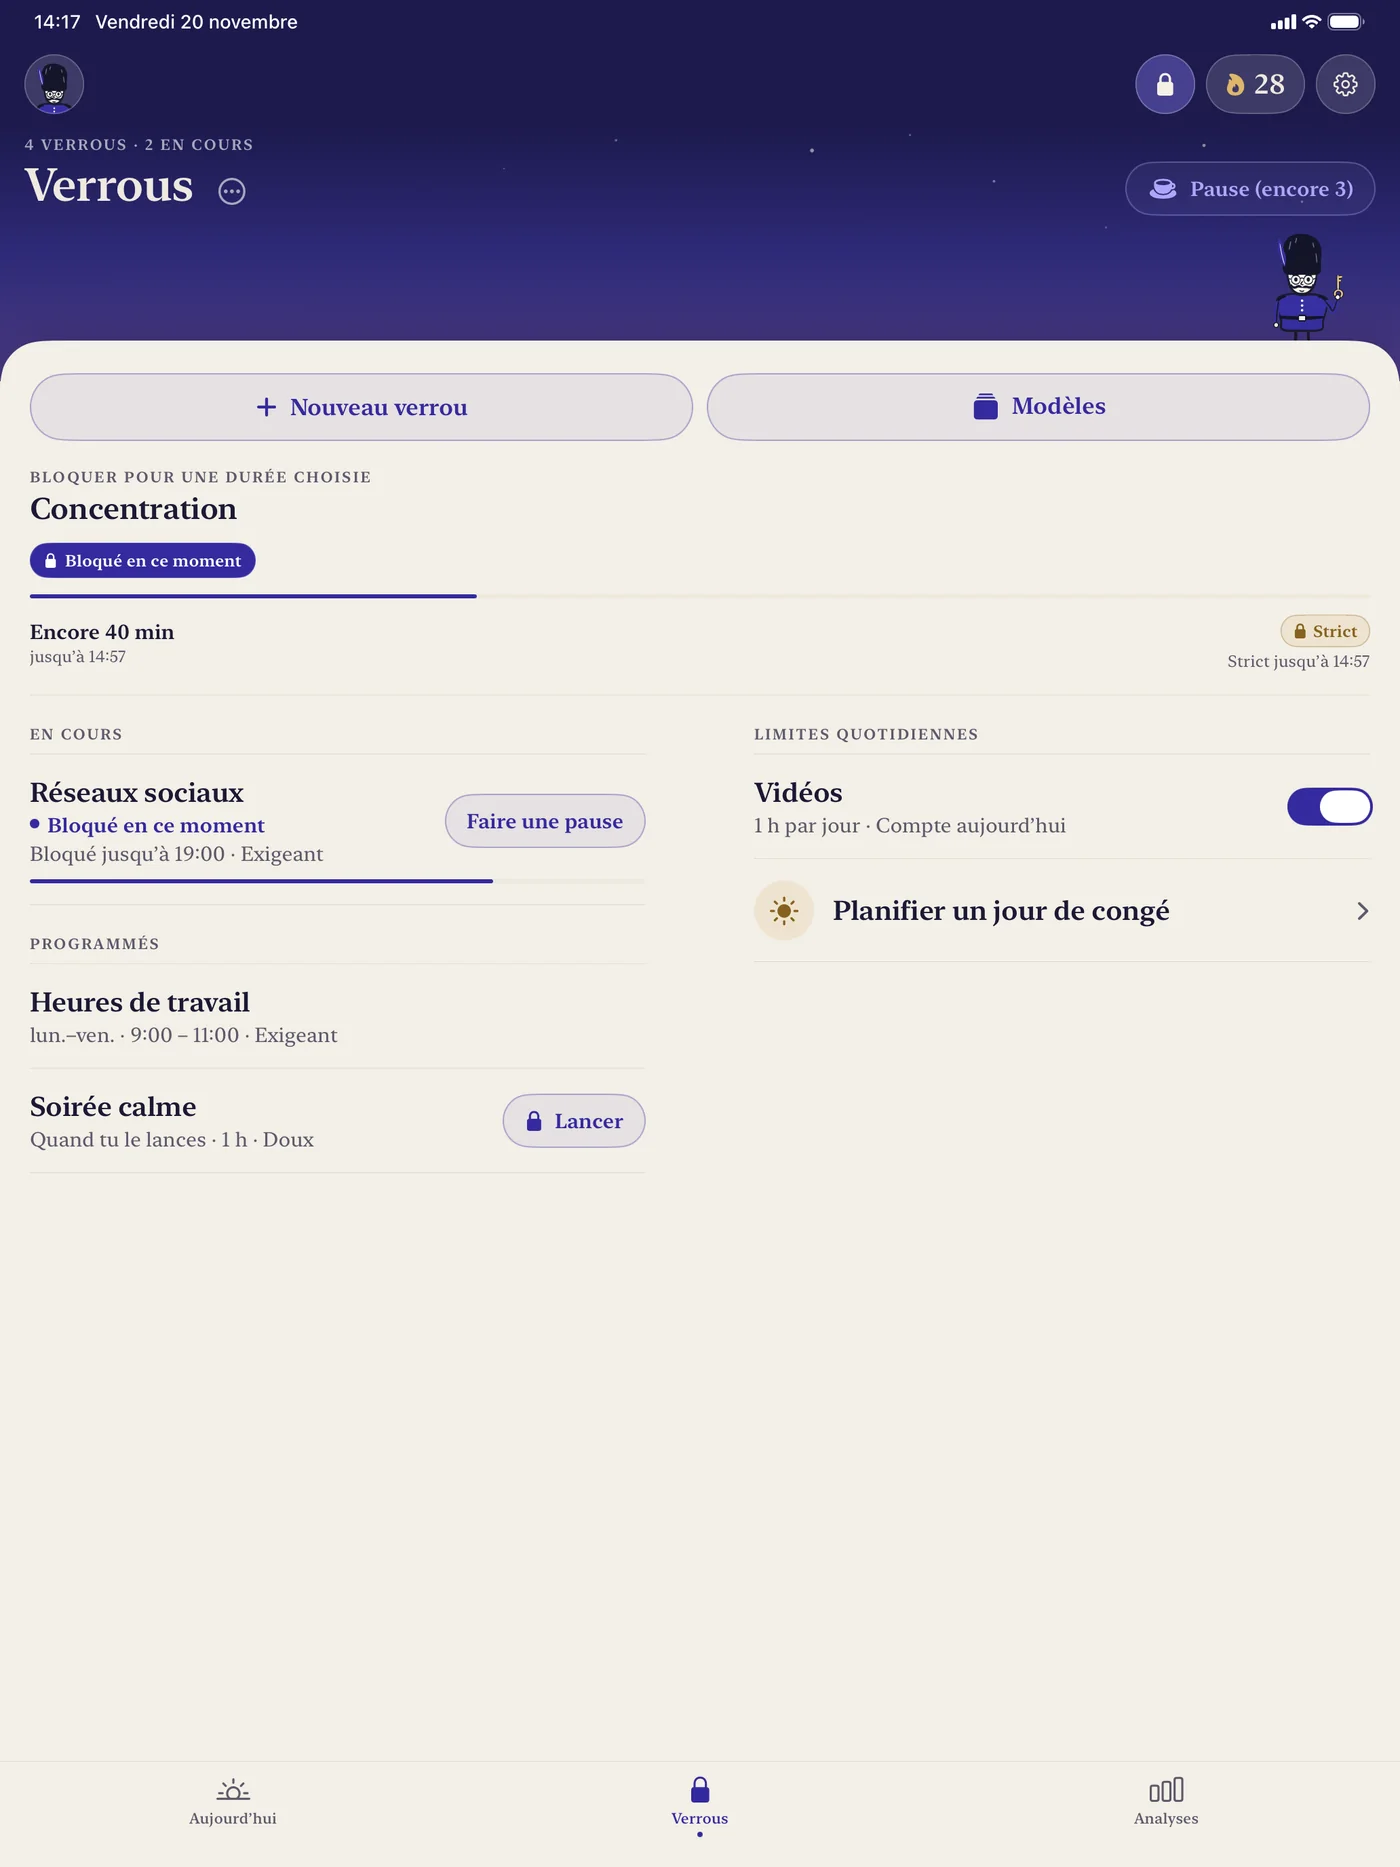 14:17 Vendredi 20 novembre
28
4 VERROUS · 2 EN COURS
Verrous
Pause (encore 3)
Nouveau verrou
Modèles
BLOQUER POUR UNE DURÉE CHOISIE
Concentration
Bloqué en ce moment
Encore 40 min
jusqu’à 14:57
Strict
Strict jusqu’à 14:57
EN COURS
Réseaux sociaux
Bloqué en ce moment
Bloqué jusqu’à 19:00 · Exigeant
Faire une pause
PROGRAMMÉS
Heures de travail
lun.–ven. · 9:00 – 11:00 · Exigeant
Soirée calme
Quand tu le lances · 1 h · Doux
Lancer
LIMITES QUOTIDIENNES
Vidéos
1 h par jour · Compte aujourd’hui
Planifier un jour de congé
Aujourd’hui
Verrous
Analyses